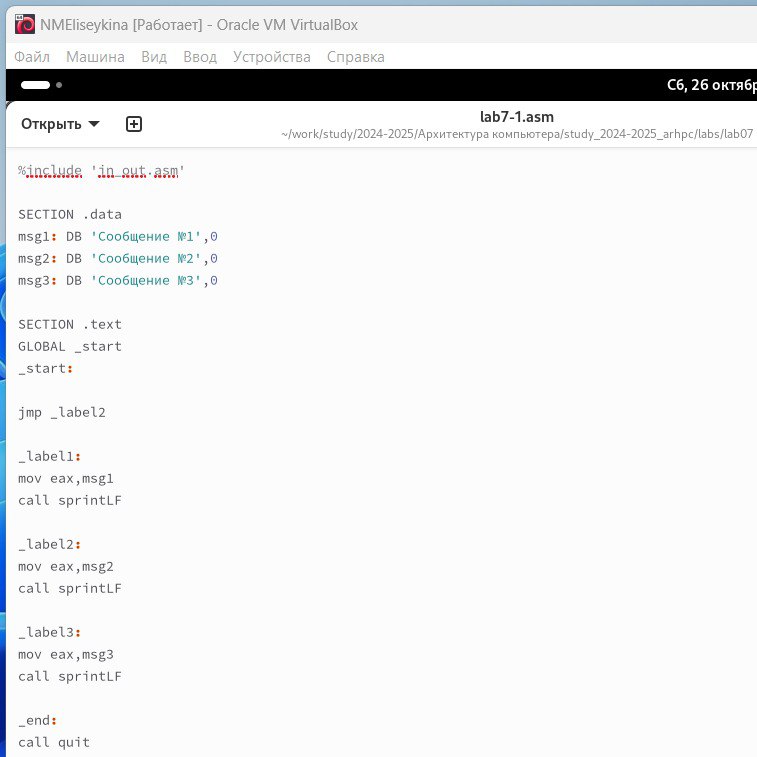 NMEliseykina [Работает] - Oracle VM VirtualBox
Файл Машина Вид Ввод Устройства Справка
Сб, 26 октябр
Открыть
lab7-1.asm
~/work/study/2024-2025/Архитектура компьютера/study_2024-2025_arhpc/labs/lab07
%include 'in_out.asm'
SECTION .data
msg1: DB 'Сообщение №1',0
msg2: DB 'Сообщение №2',0
msg3: DB 'Сообщение №3',0
SECTION .text
GLOBAL _start
_start:
jmp _label2
_label1:
mov eax,msg1
call sprintLF
_label2:
mov eax,msg2
call sprintLF
_label3:
mov eax,msg3
call sprintLF
_end:
call quit